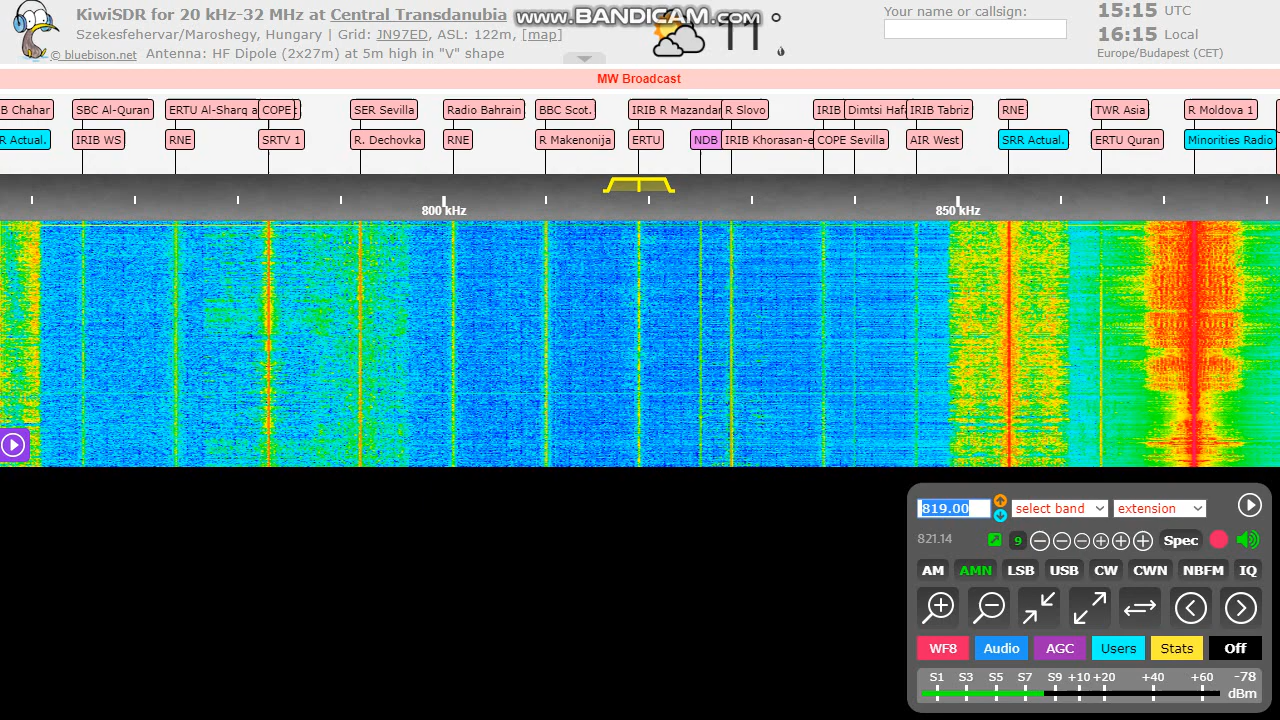 KiwiSDR for 20 kHz-32 MHz at Central Transdanubia
Szekesfehervar/Maroshegy, Hungary | Grid: JN97ED, ASL: 122m, [map]
© bluebison.net
Antenna: HF Dipole (2x27m) at 5m high in "V" shape
www.BANDICAM.com
11 °
Your name or callsign:
15:15 UTC
16:15 Local
Europe/Budapest (CET)
MW Broadcast
B Chahar
SBC Al-Quran
ERTU Al-Sharq a
COPE
SER Sevilla
Radio Bahrain
BBC Scot.
IRIB R Mazandar
R Slovo
IRIB
Dimtsi Hafa
IRIB Tabriz
RNE
TWR Asia
R Moldova 1
R Actual.
IRIB WS
RNE
SRTV 1
R. Dechovka
RNE
R Makenonija
ERTU
NDB
IRIB Khorasan-e
COPE Sevilla
AIR West
SRR Actual.
ERTU Quran
Minorities Radio
800 kHz
850 kHz
819.00
select band
extension
821.14
9
Spec
AM
AMN
LSB
USB
CW
CWN
NBFM
IQ
WF8
Audio
AGC
Users
Stats
Off
S1 S3 S5 S7 S9 +10 +20 +40 +60 -78
dBm